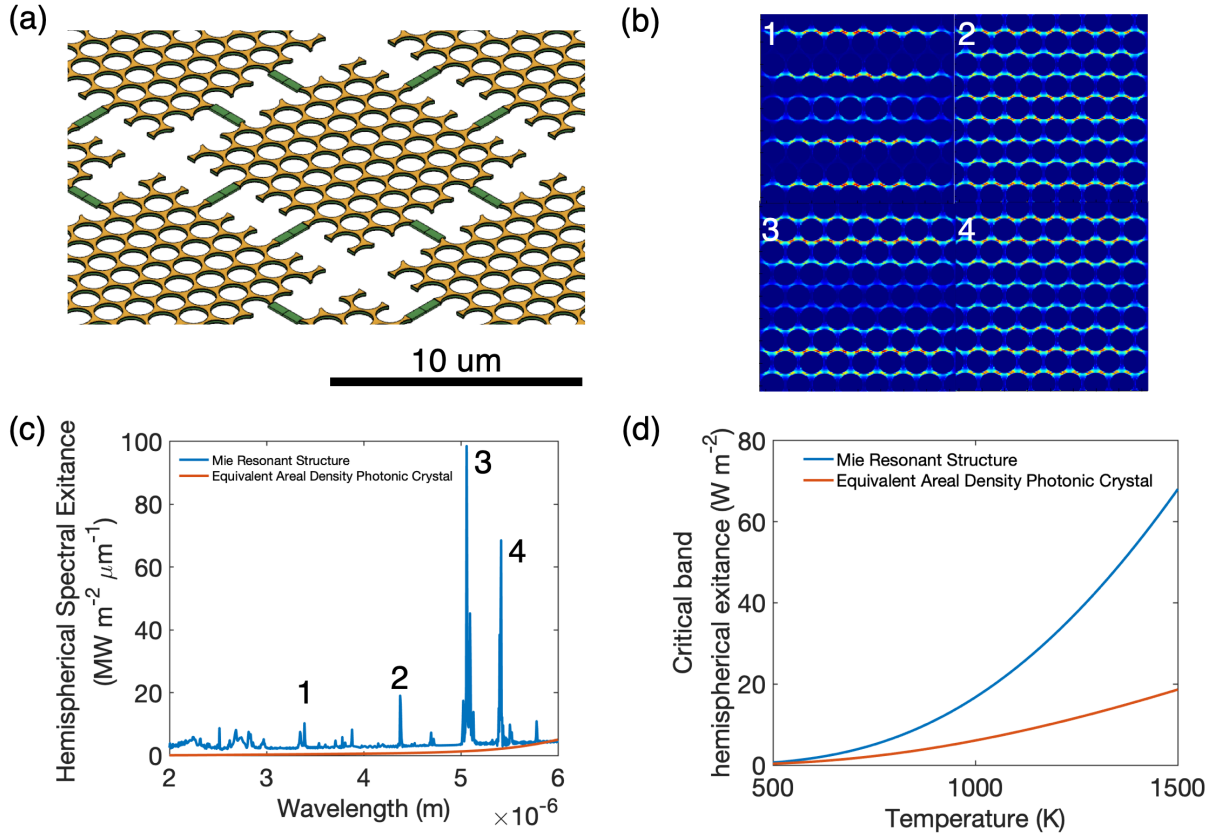 (a)
10 um
(b)
1
2
3
4
(c)
Hemispherical Spectral Exitance
(MW m⁻² μm⁻¹)
100
80
60
40
20
0
Mie Resonant Structure
Equivalent Areal Density Photonic Crystal
1
2
3
4
2
3
4
5
6
Wavelength (m)
×10⁻⁶
(d)
Critical band
hemispherical exitance (W m⁻²)
80
60
40
20
0
Mie Resonant Structure
Equivalent Areal Density Photonic Crystal
500
1000
1500
Temperature (K)